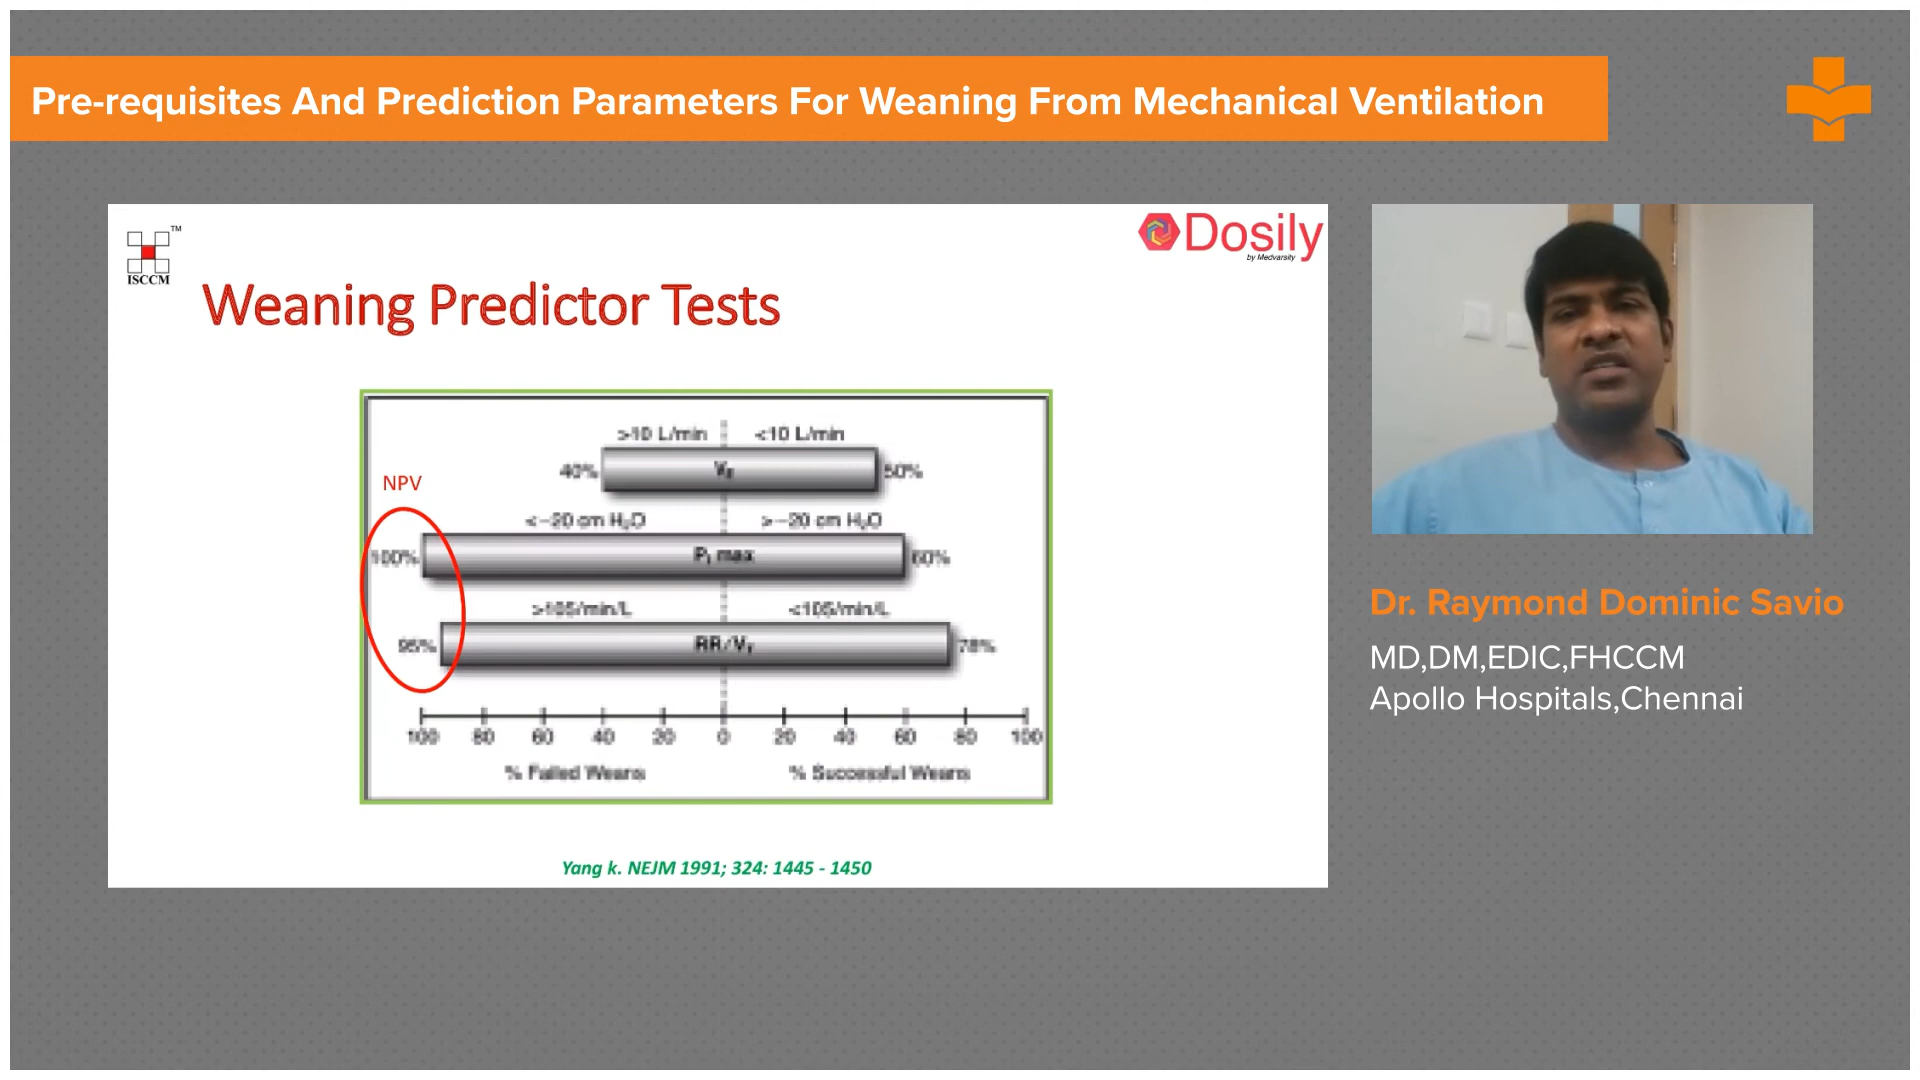 Pre-requisites And Prediction Parameters For Weaning From Mechanical Ventilation
TM
ISCCM
Dosily
by Medvarsity
Weaning Predictor Tests
>10 L/min <10 L/min
40% VE 50%
NPV
<−20 cm H2O >−20 cm H2O
100% PI max 60%
>105/min/L <105/min/L
95% RR/VT 78%
100 80 60 40 20 0 20 40 60 80 100
% Failed Weans % Successful Weans
Yang k. NEJM 1991; 324: 1445 - 1450
Dr. Raymond Dominic Savio
MD,DM,EDIC,FHCCM
Apollo Hospitals,Chennai